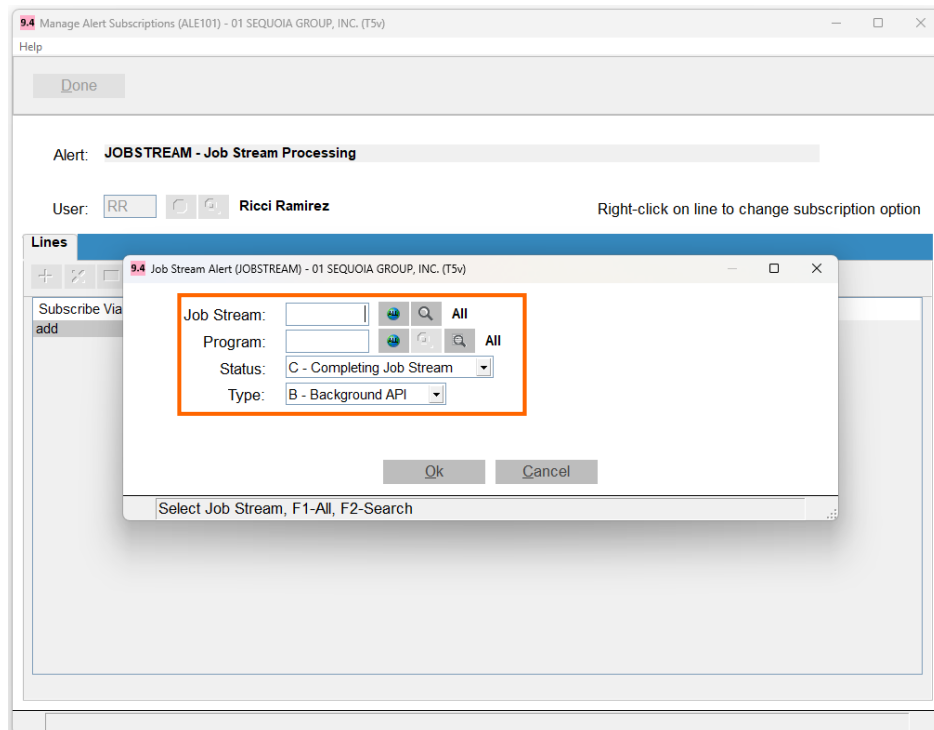 9.4 Manage Alert Subscriptions (ALE101) - 01 SEQUOIA GROUP, INC. (T5v)
Help
Done
Alert: JOBSTREAM - Job Stream Processing
User: RR Ricci Ramirez Right-click on line to change subscription option
Lines
9.4 Job Stream Alert (JOBSTREAM) - 01 SEQUOIA GROUP, INC. (T5v)
Subscribe Via
add
Job Stream: All
Program: All
Status: C - Completing Job Stream
Type: B - Background API
Ok Cancel
Select Job Stream, F1-All, F2-Search